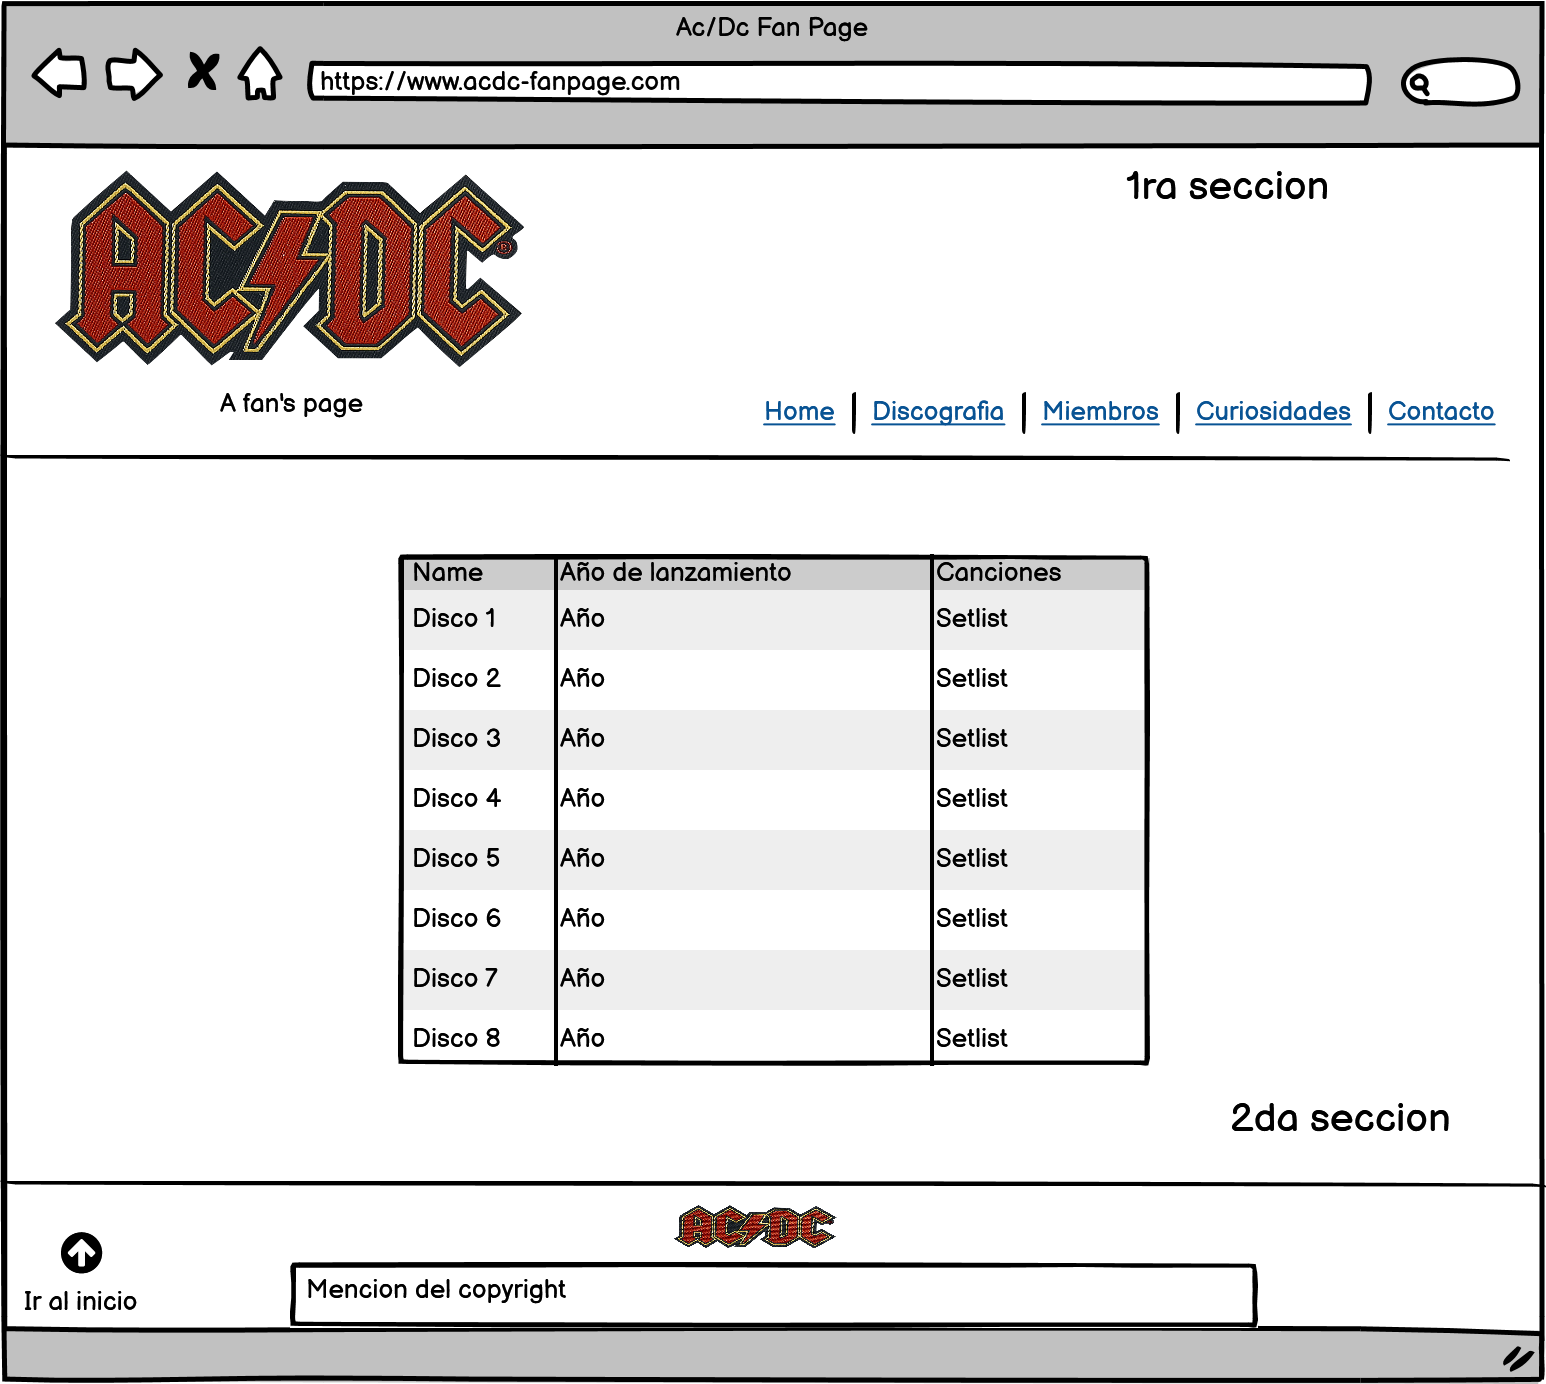 Ac/Dc Fan Page
https://www.acdc-fanpage.com
1ra seccion
AC/DC®
A fan's page
Home Discografia Miembros Curiosidades Contacto
Name Año de lanzamiento Canciones
Disco 1 Año Setlist
Disco 2 Año Setlist
Disco 3 Año Setlist
Disco 4 Año Setlist
Disco 5 Año Setlist
Disco 6 Año Setlist
Disco 7 Año Setlist
Disco 8 Año Setlist
2da seccion
AC/DC
Ir al inicio
Mencion del copyright